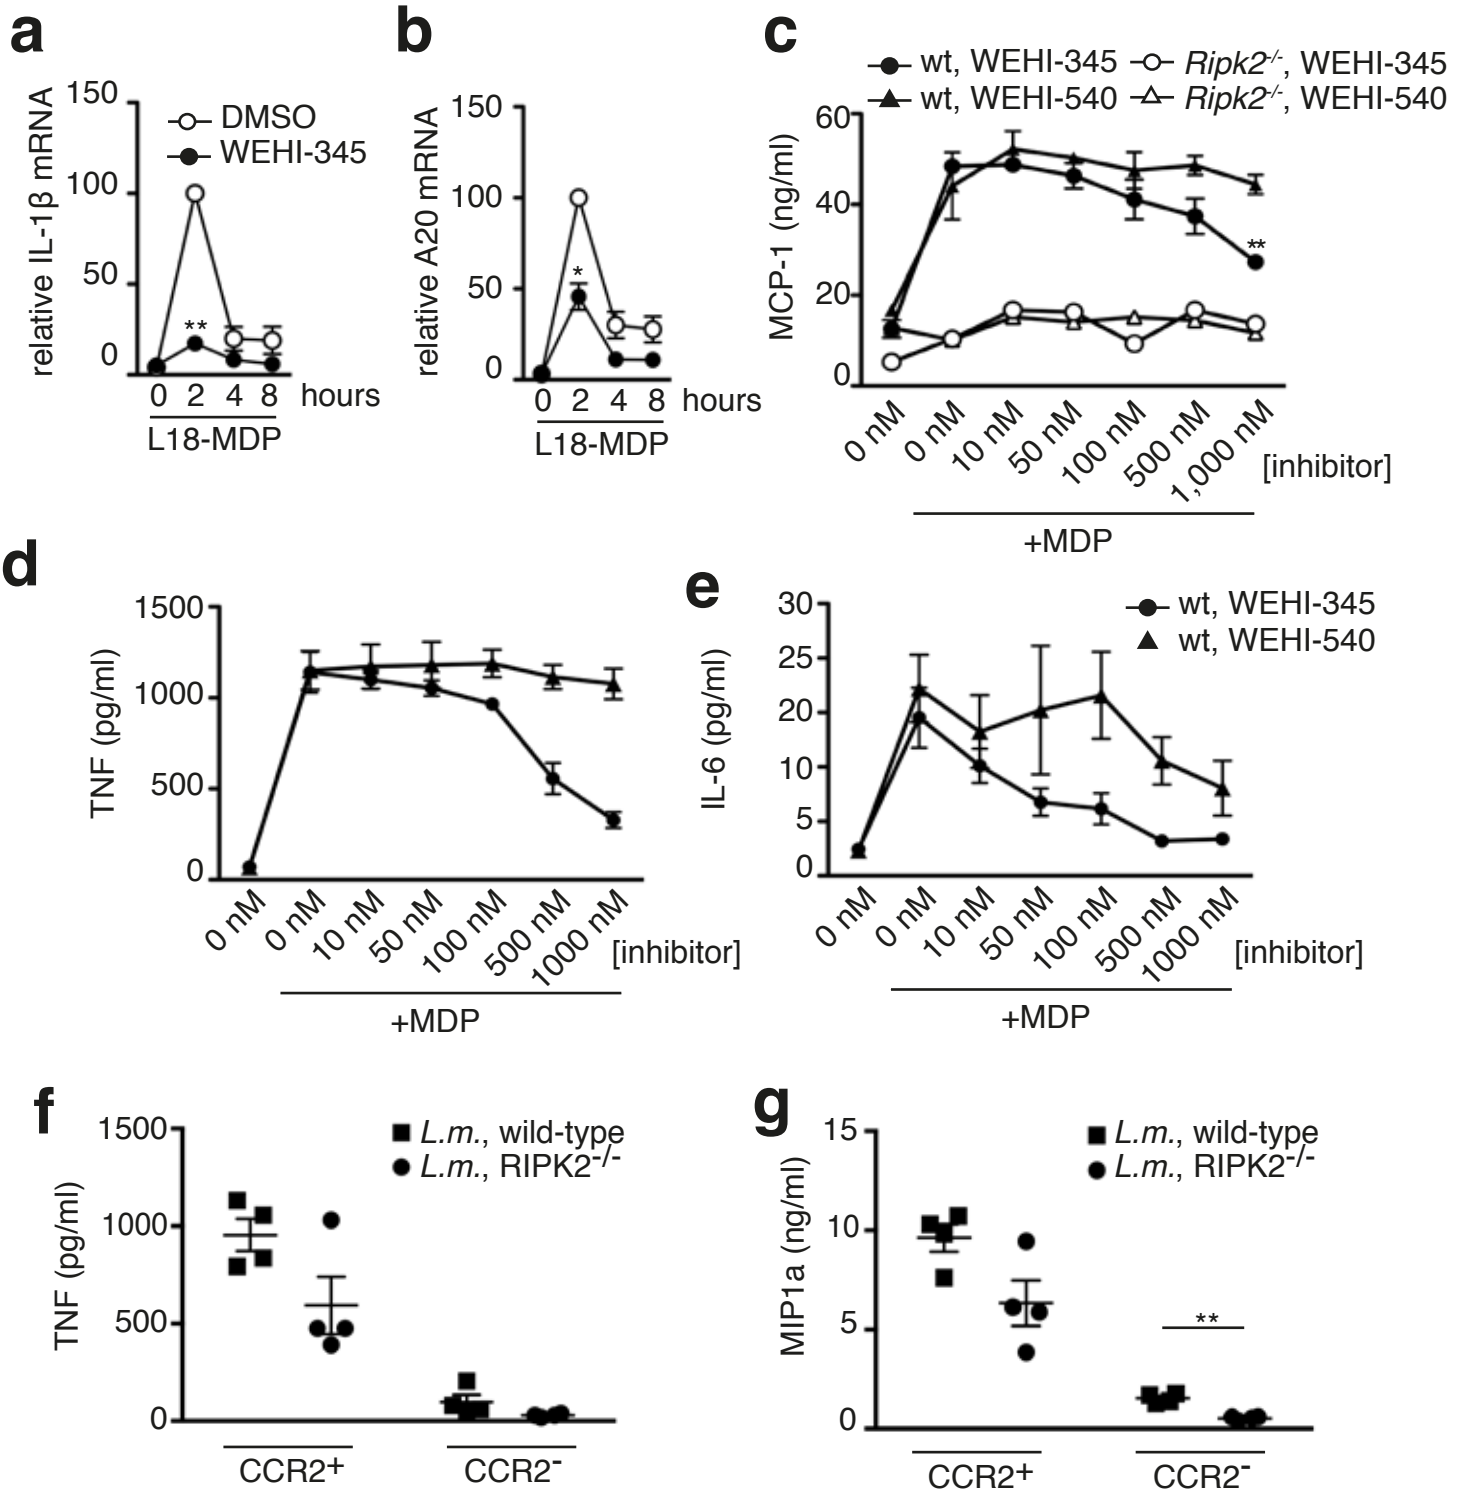 a
relative IL-1β mRNA
150
100
50
0
DMSO
WEHI-345
**
0 2 4 8 hours
L18-MDP
b
relative A20 mRNA
150
100
50
0
*
0 2 4 8 hours
L18-MDP
c
wt, WEHI-345 Ripk2-/-, WEHI-345
wt, WEHI-540 Ripk2-/-, WEHI-540
MCP-1 (ng/ml)
60
40
20
0
**
0 nM 0 nM 10 nM 50 nM 100 nM 500 nM 1,000 nM [inhibitor]
+MDP
d
TNF (pg/ml)
1500
1000
500
0
0 nM 0 nM 10 nM 50 nM 100 nM 500 nM 1000 nM [inhibitor]
+MDP
e
wt, WEHI-345
wt, WEHI-540
IL-6 (pg/ml)
30
25
20
10
5
0
0 nM 0 nM 10 nM 50 nM 100 nM 500 nM 1000 nM [inhibitor]
+MDP
f
L.m., wild-type
L.m., RIPK2-/-
TNF (pg/ml)
1500
1000
500
0
CCR2+ CCR2-
g
L.m., wild-type
L.m., RIPK2-/-
MIP1a (ng/ml)
15
10
5
0
**
CCR2+ CCR2-